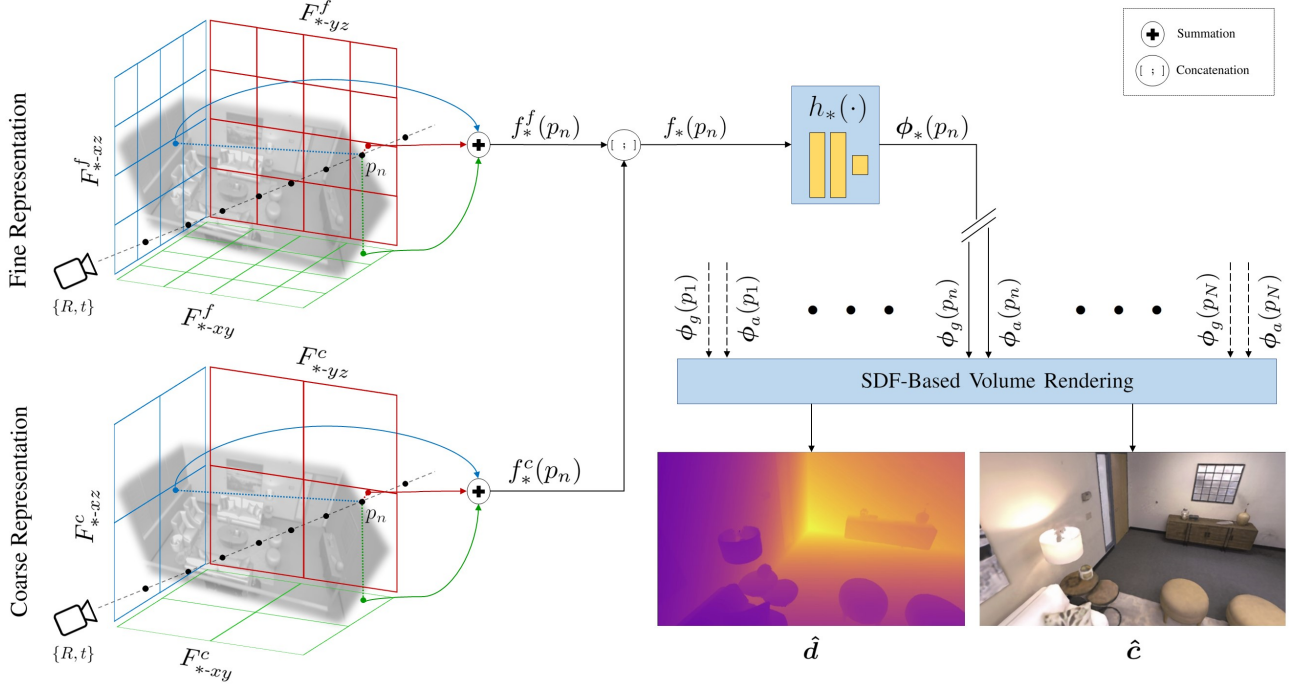 Fine Representation
F^f_{*-yz}
F^f_{*-xz}
F^f_{*-xy}
p_n
{R, t}
f^f_*(p_n)
[ ; ]
f_*(p_n)
h_*(·)
ϕ_*(p_n)
Summation
[ ; ] Concatenation
Coarse Representation
F^c_{*-yz}
F^c_{*-xz}
F^c_{*-xy}
p_n
{R, t}
f^c_*(p_n)
ϕ_g(p_1)
ϕ_a(p_1)
ϕ_g(p_n)
ϕ_a(p_n)
ϕ_g(p_N)
ϕ_a(p_N)
SDF-Based Volume Rendering
d̂
ĉ